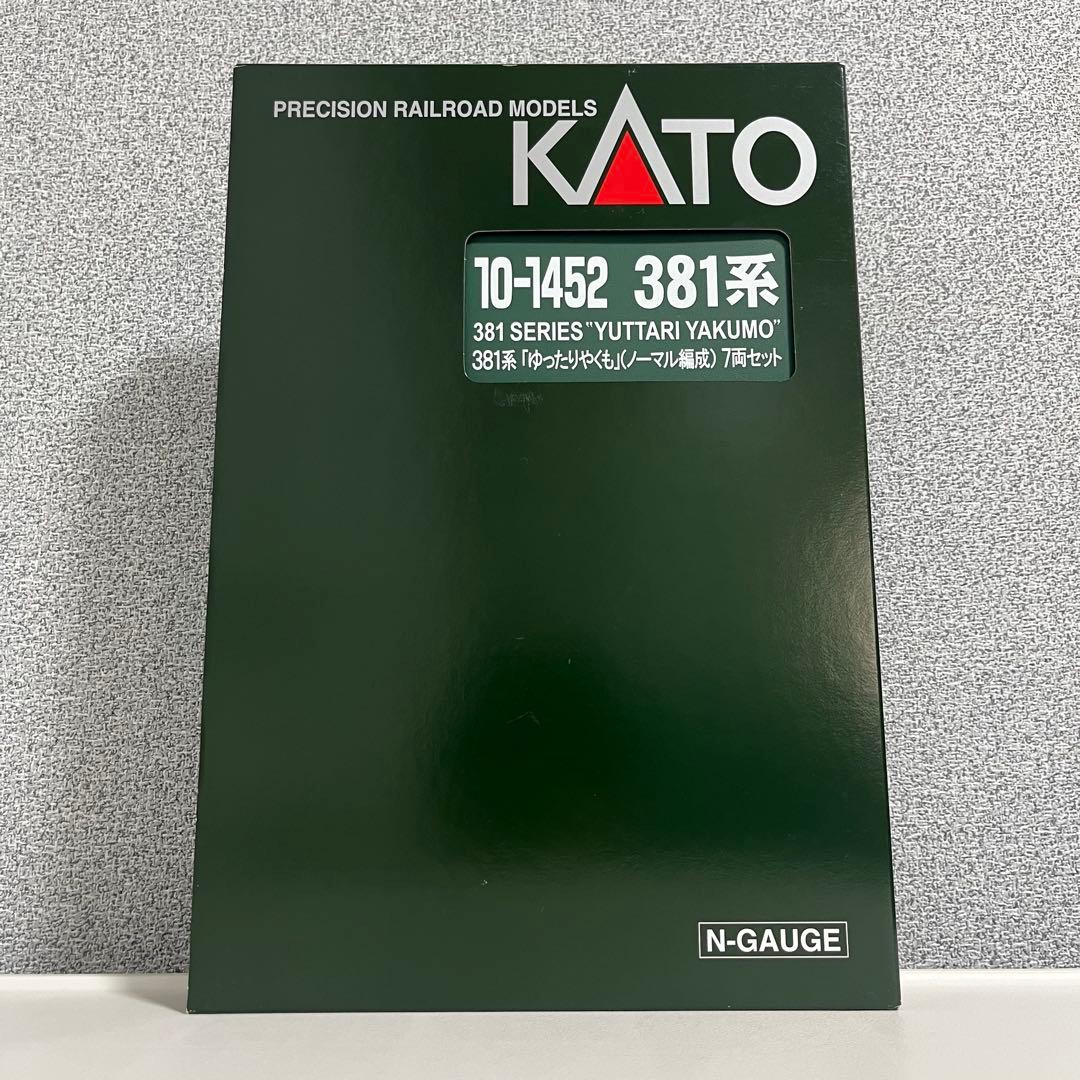 PRECISION RAILROAD MODELS
KATO
10-1452 381系
381 SERIES "YUTTARI YAKUMO"
381系「ゆったりやくも」(ノーマル編成) 7両セット
N-GAUGE